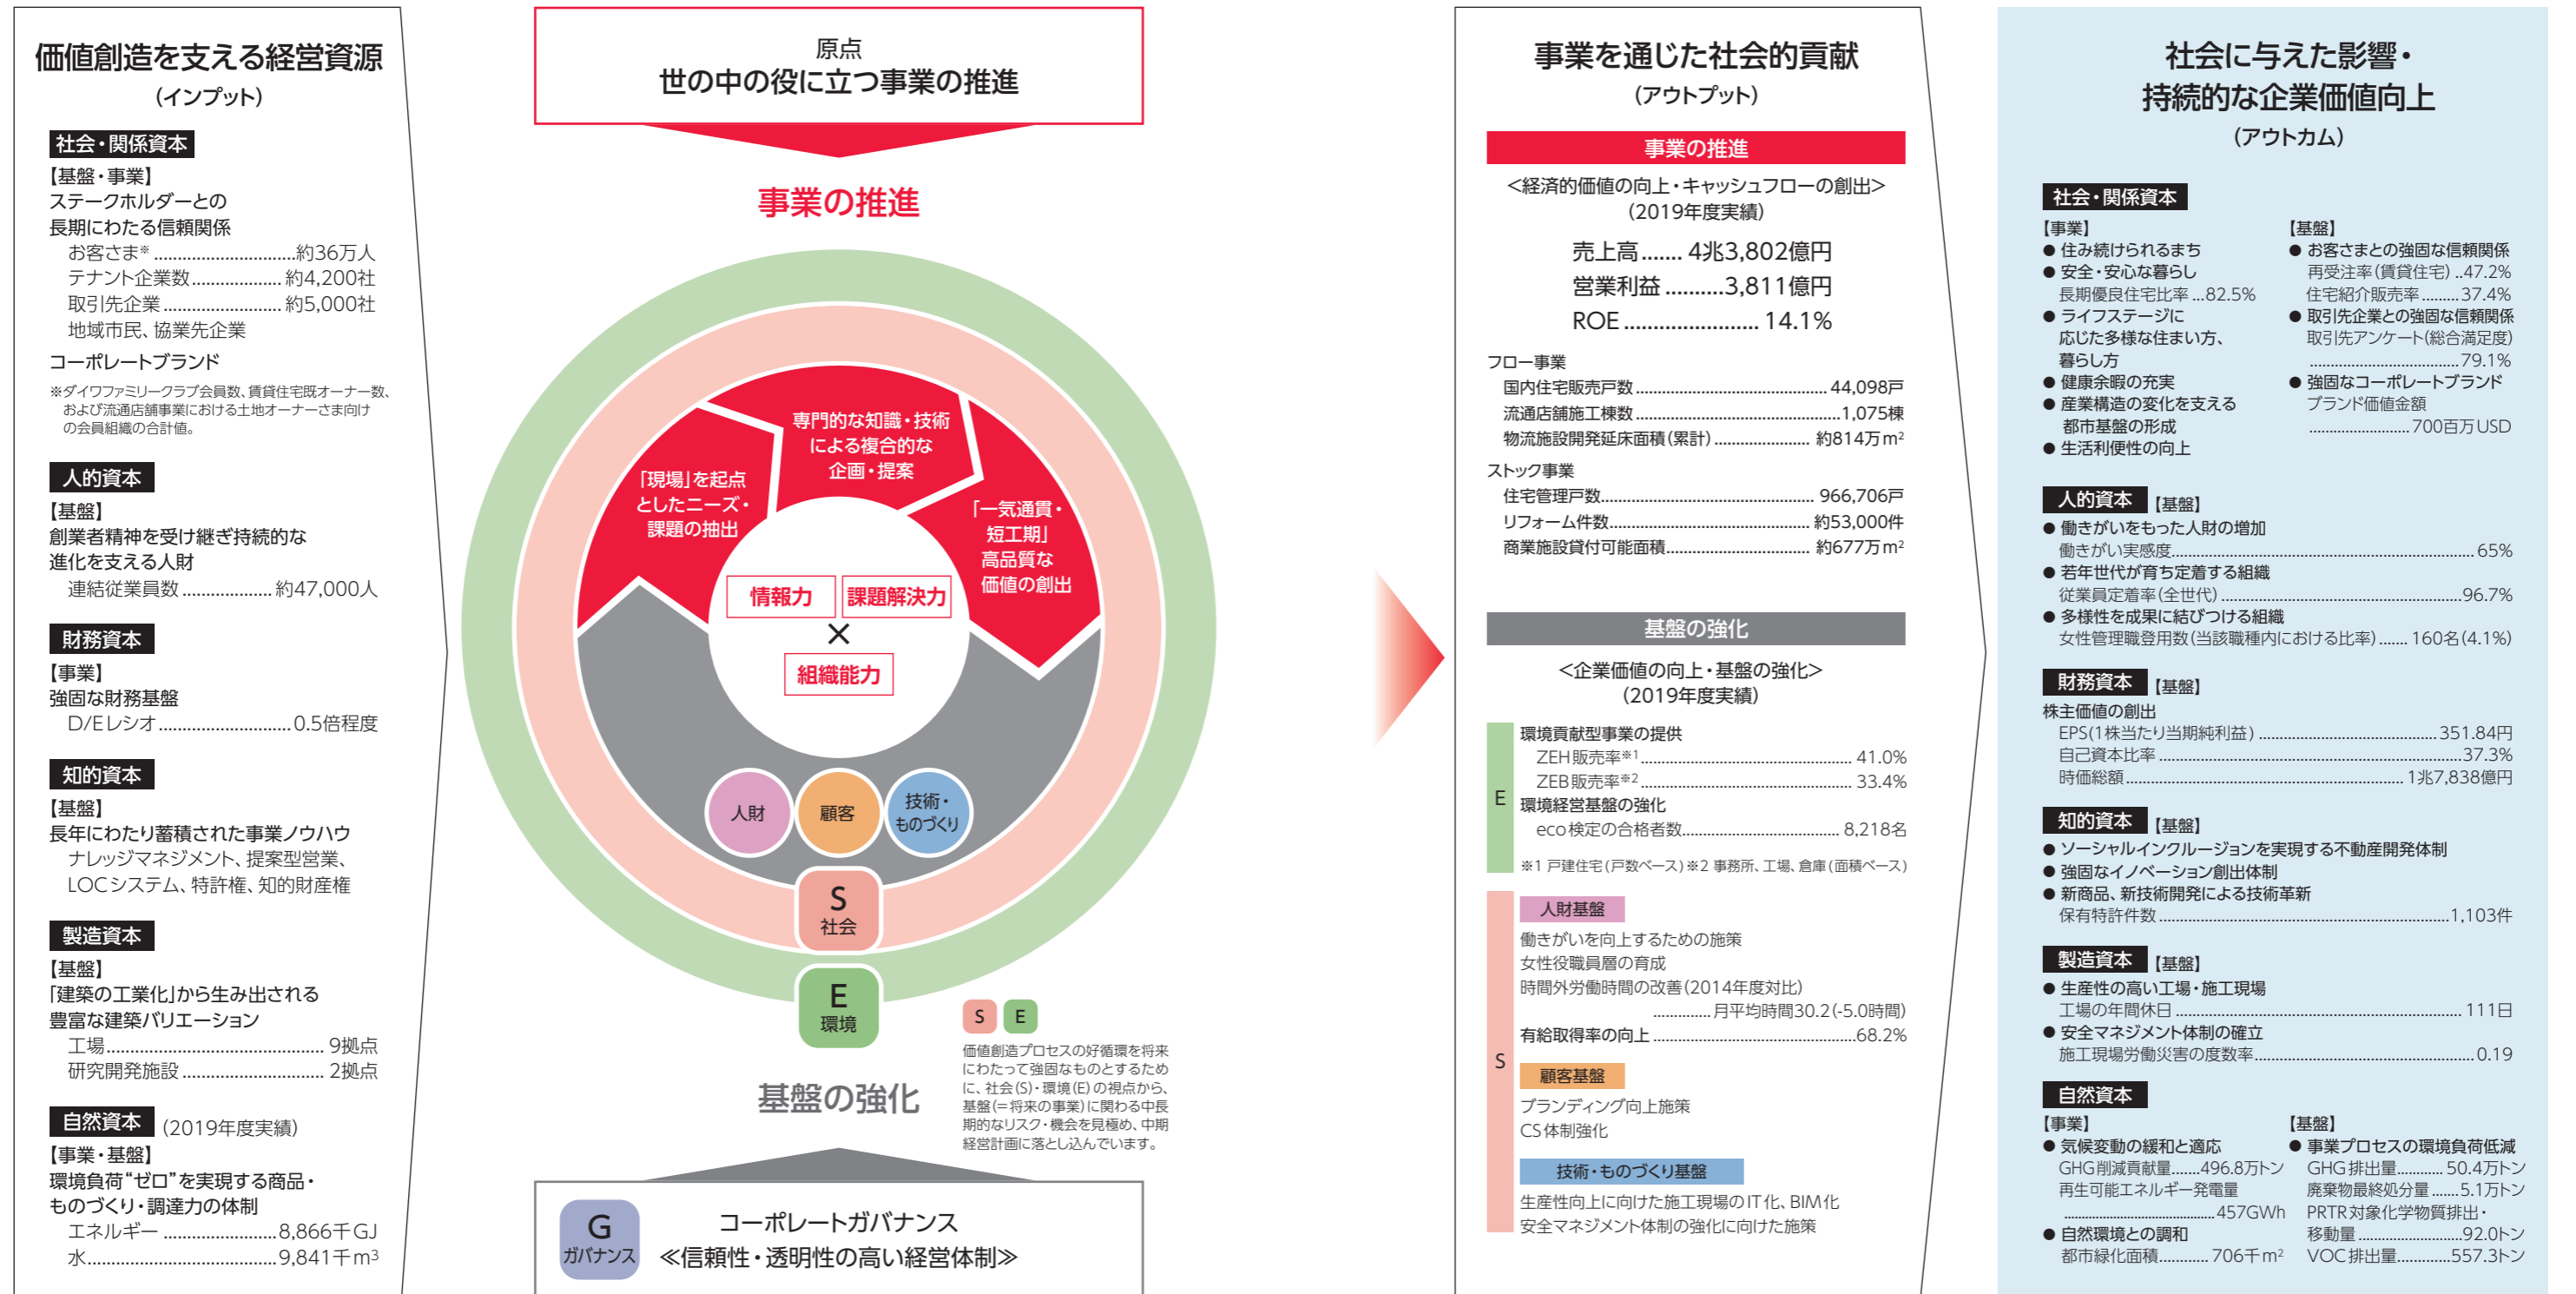 価値創造を支える経営資源
(インプット)
社会・関係資本
【基盤・事業】
ステークホルダーとの
長期にわたる信頼関係
お客さま※ ..............................約36万人
テナント企業数................... 約4,200社
取引先企業 ......................... 約5,000社
地域市民、協業先企業
コーポレートブランド
※ダイワファミリークラブ会員数、賃貸住宅既オーナー数、
および流通店舗事業における土地オーナーさま向け
の会員組織の合計値。
人的資本
【基盤】
創業者精神を受け継ぎ持続的な
進化を支える人財
連結従業員数 ................... 約47,000人
財務資本
【事業】
強固な財務基盤
D/Eレシオ ............................0.5倍程度
知的資本
【基盤】
長年にわたり蓄積された事業ノウハウ
ナレッジマネジメント、提案型営業、
LOCシステム、特許権、知的財産権
製造資本
【基盤】
「建築の工業化」から生み出される
豊富な建築バリエーション
工場.............................................. 9拠点
研究開発施設 .............................. 2拠点
自然資本 (2019年度実績)
【事業・基盤】
環境負荷“ゼロ”を実現する商品・
ものづくり・調達力の体制
エネルギー ........................8,866千GJ
水........................................9,841千m³
原点
世の中の役に立つ事業の推進
事業の推進
「現場」を起点
としたニーズ・
課題の抽出
専門的な知識・技術
による複合的な
企画・提案
「一気通貫・
短工期」
高品質な
価値の創出
情報力 課題解決力
×
組織能力
人財
顧客
技術・
ものづくり
S
社会
E
環境
基盤の強化
S E
価値創造プロセスの好循環を将来
にわたって強固なものとするため
に、社会(S)・環境(E)の視点から、
基盤(=将来の事業)に関わる中長
期的なリスク・機会を見極め、中期
経営計画に落とし込んでいます。
G
ガバナンス
コーポレートガバナンス
≪信頼性・透明性の高い経営体制≫
事業を通じた社会的貢献
(アウトプット)
事業の推進
<経済的価値の向上・キャッシュフローの創出>
(2019年度実績)
売上高....... 4兆3,802億円
営業利益 ..........3,811億円
ROE ....................... 14.1%
フロー事業
国内住宅販売戸数 ........................................ 44,098戸
流通店舗施工棟数 ...........................................1,075棟
物流施設開発延床面積(累計) .................... 約814万m²
ストック事業
住宅管理戸数............................................. 966,706戸
リフォーム件数.......................................... 約53,000件
商業施設貸付可能面積.............................. 約677万m²
基盤の強化
<企業価値の向上・基盤の強化>
(2019年度実績)
E
環境貢献型事業の提供
ZEH販売率※1............................................. 41.0%
ZEB販売率※2............................................. 33.4%
環境経営基盤の強化
eco検定の合格者数................................. 8,218名
※1 戸建住宅(戸数ベース) ※2 事務所、工場、倉庫(面積ベース)
S
人財基盤
働きがいを向上するための施策
女性役職員層の育成
時間外労働時間の改善(2014年度対比)
.............月平均時間30.2(-5.0時間)
有給取得率の向上 ...........................................68.2%
顧客基盤
ブランディング向上施策
CS体制強化
技術・ものづくり基盤
生産性向上に向けた施工現場のIT化、BIM化
安全マネジメント体制の強化に向けた施策
社会に与えた影響・
持続的な企業価値向上
(アウトカム)
社会・関係資本
【事業】
● 住み続けられるまち
● 安全・安心な暮らし
長期優良住宅比率 ...82.5%
● ライフステージに
応じた多様な住まい方、
暮らし方
● 健康余暇の充実
● 産業構造の変化を支える
都市基盤の形成
● 生活利便性の向上
【基盤】
● お客さまとの強固な信頼関係
再受注率(賃貸住宅) ..47.2%
住宅紹介販売率 ........37.4%
● 取引先企業との強固な信頼関係
取引先アンケート(総合満足度)
................................79.1%
● 強固なコーポレートブランド
ブランド価値金額
......................700百万USD
人的資本 【基盤】
● 働きがいをもった人財の増加
働きがい実感度............................................................... 65%
● 若年世代が育ち定着する組織
従業員定着率(全世代) ...................................................96.7%
● 多様性を成果に結びつける組織
女性管理職登用数(当該職種内における比率)....... 160名(4.1%)
財務資本 【基盤】
株主価値の創出
EPS(1株当たり当期純利益) ......................................351.84円
自己資本比率 ................................................................37.3%
時価総額........................................................... 1兆7,838億円
知的資本 【基盤】
● ソーシャルインクルージョンを実現する不動産開発体制
● 強固なイノベーション創出体制
● 新商品、新技術開発による技術革新
保有特許件数 .............................................................1,103件
製造資本 【基盤】
● 生産性の高い工場・施工現場
工場の年間休日 ............................................................ 111日
● 安全マネジメント体制の確立
施工現場労働災害の度数率..............................................0.19
自然資本
【事業】
● 気候変動の緩和と適応
GHG削減貢献量.......496.8万トン
再生可能エネルギー発電量
................................457GWh
● 自然環境との調和
都市緑化面積............ 706千m²
【基盤】
● 事業プロセスの環境負荷低減
GHG排出量............ 50.4万トン
廃棄物最終処分量 ......5.1万トン
PRTR対象化学物質排出・
移動量 ......................92.0トン
VOC排出量.............557.3トン